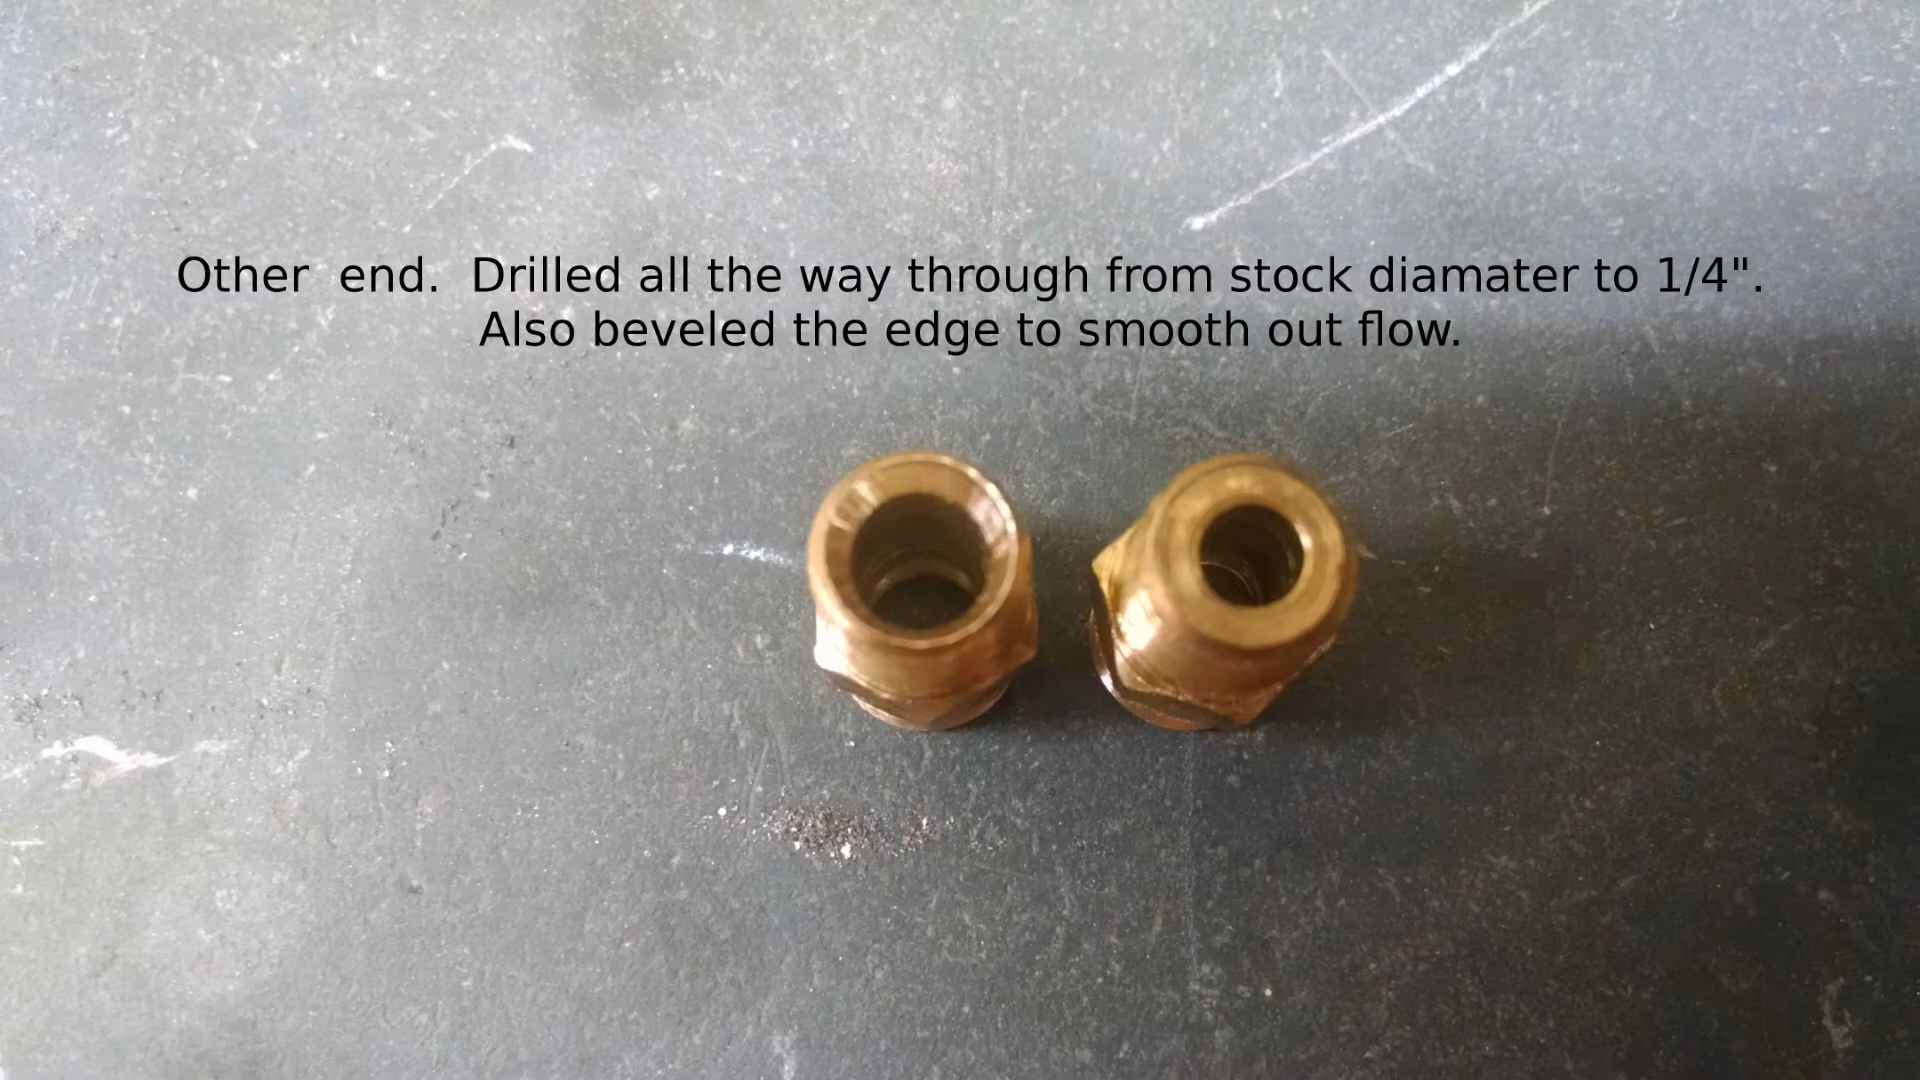 Other  end.  Drilled all the way through from stock diamater to 1/4".
Also beveled the edge to smooth out flow.